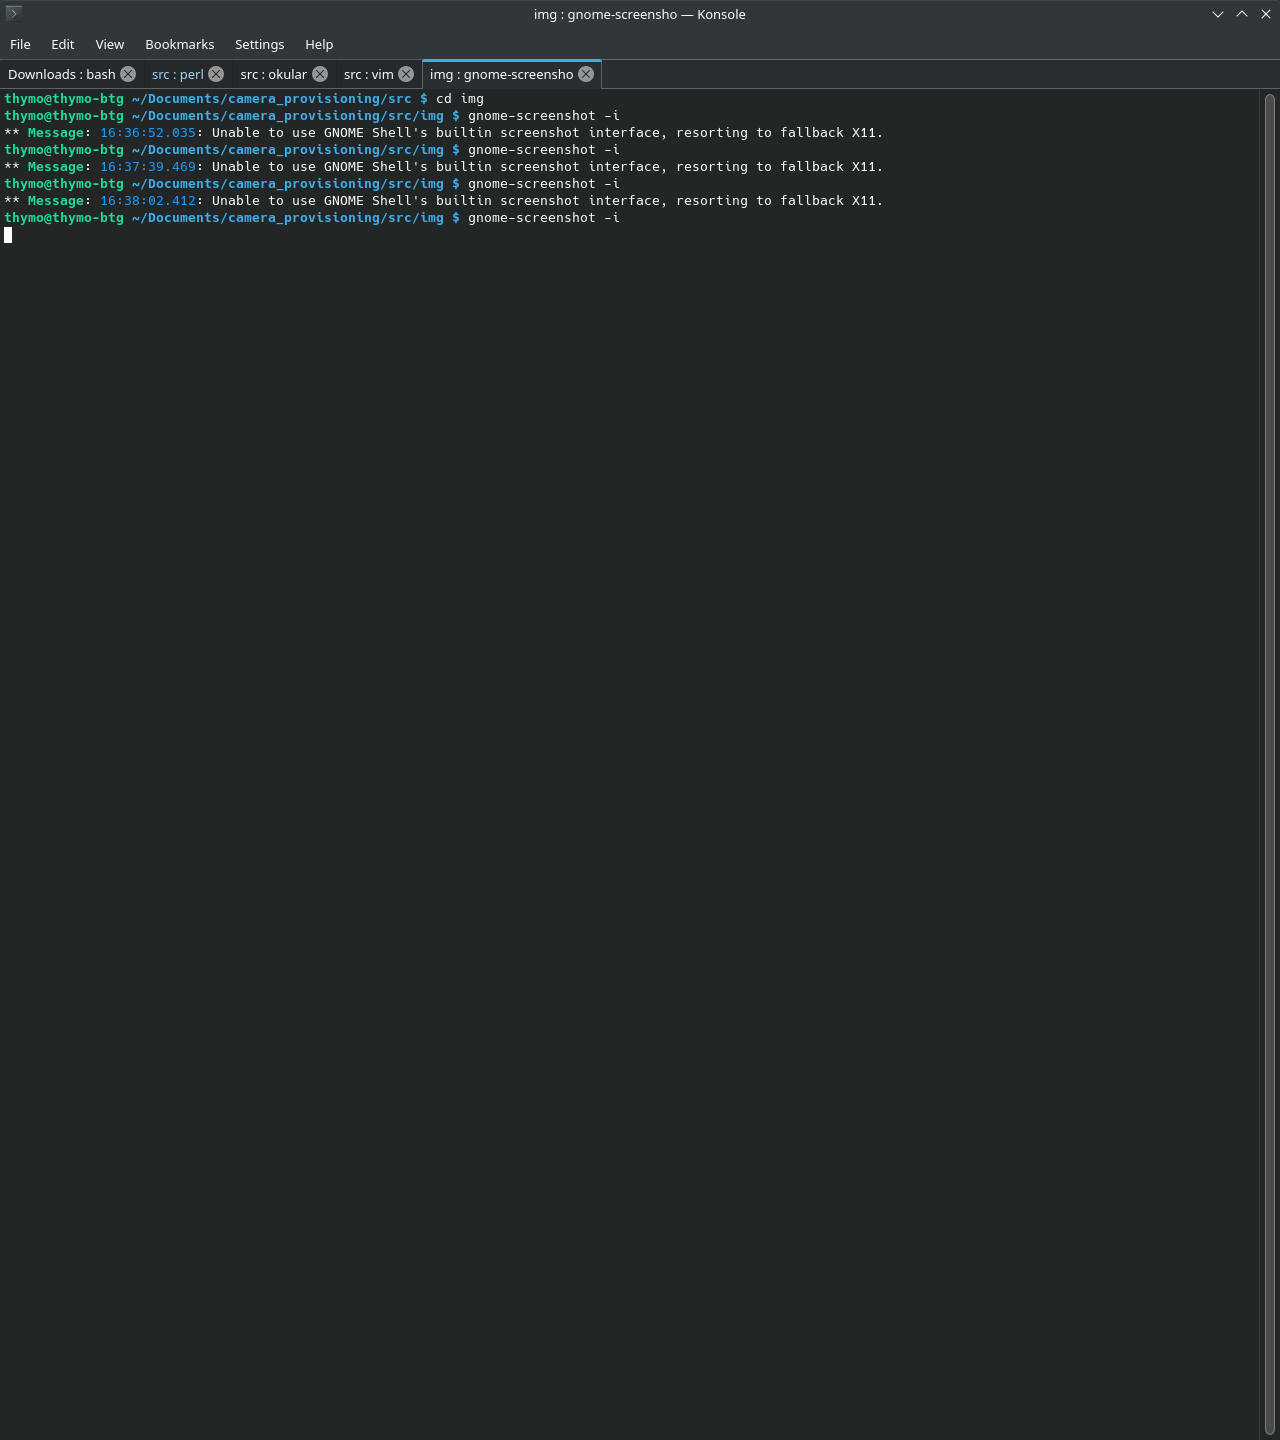 img : gnome-screensho — Konsole
File Edit View Bookmarks Settings Help
Downloads : bash src : perl src : okular src : vim img : gnome-screensho
thymo@thymo-btg ~/Documents/camera_provisioning/src $ cd img
thymo@thymo-btg ~/Documents/camera_provisioning/src/img $ gnome-screenshot -i
** Message: 16:36:52.035: Unable to use GNOME Shell's builtin screenshot interface, resorting to fallback X11.
thymo@thymo-btg ~/Documents/camera_provisioning/src/img $ gnome-screenshot -i
** Message: 16:37:39.469: Unable to use GNOME Shell's builtin screenshot interface, resorting to fallback X11.
thymo@thymo-btg ~/Documents/camera_provisioning/src/img $ gnome-screenshot -i
** Message: 16:38:02.412: Unable to use GNOME Shell's builtin screenshot interface, resorting to fallback X11.
thymo@thymo-btg ~/Documents/camera_provisioning/src/img $ gnome-screenshot -i